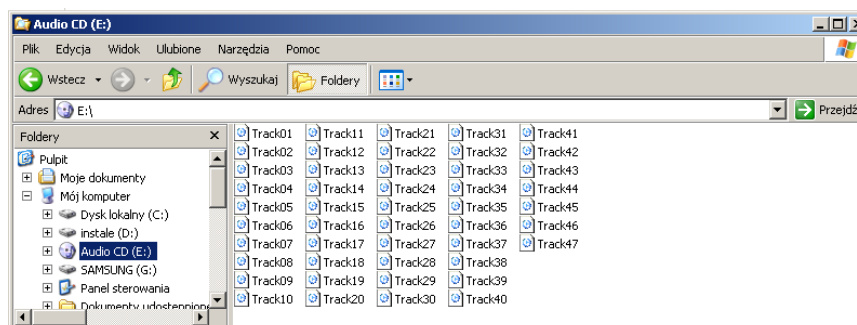 Audio CD (E:)
Plik Edycja Widok Ulubione Narzędzia Pomoc
Wstecz Wyszukaj Foldery
Adres E:\ Przejdź
Foldery
Pulpit
Moje dokumenty
Mój komputer
Dysk lokalny (C:)
instale (D:)
Audio CD (E:)
SAMSUNG (G:)
Panel sterowania
Dokumenty udostępnione
Track01 Track11 Track21 Track31 Track41
Track02 Track12 Track22 Track32 Track42
Track03 Track13 Track23 Track33 Track43
Track04 Track14 Track24 Track34 Track44
Track05 Track15 Track25 Track35 Track45
Track06 Track16 Track26 Track36 Track46
Track07 Track17 Track27 Track37 Track47
Track08 Track18 Track28 Track38
Track09 Track19 Track29 Track39
Track10 Track20 Track30 Track40